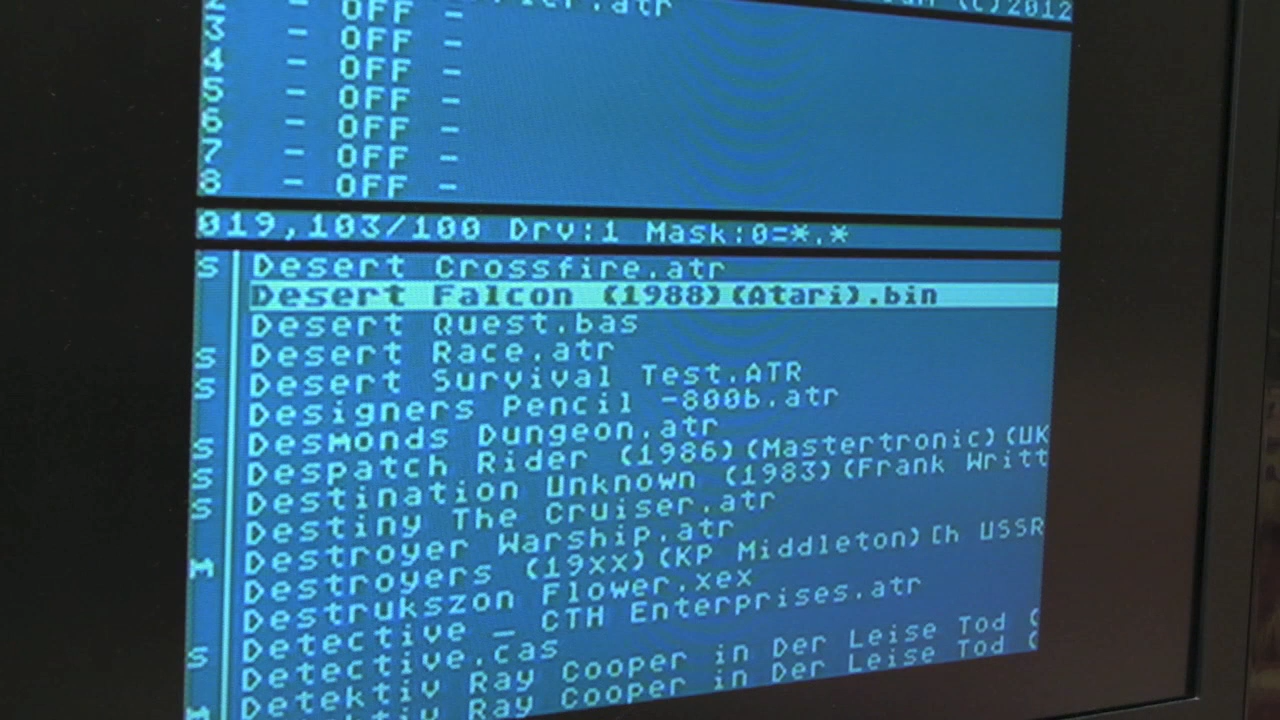 2 .atr (c)2012
3 - OFF -
4 - OFF -
5 - OFF -
6 - OFF -
7 - OFF -
8 - OFF -
019,103/100 Drv:1 Mask:0=*.*
S Desert Crossfire.atr
Desert Falcon (1988)(Atari).bin
Desert Quest.bas
S Desert Race.atr
S Desert Survival Test.ATR
Designers Pencil -800b.atr
S Desmonds Dungeon.atr
S Despatch Rider (1986)(Mastertronic)(UK
S Destination Unknown (1983)(Frank Writt
Destiny The Cruiser.atr
M Destroyer Warship.atr
Destroyers (19xx)(KP Middleton)[h USSR
Destrukszon Flower.xex
S Detective - CTH Enterprises.atr
Detective.cas
M Detektiv Ray Cooper in Der Leise Tod (
Ray Cooper in Der Leise Tod (